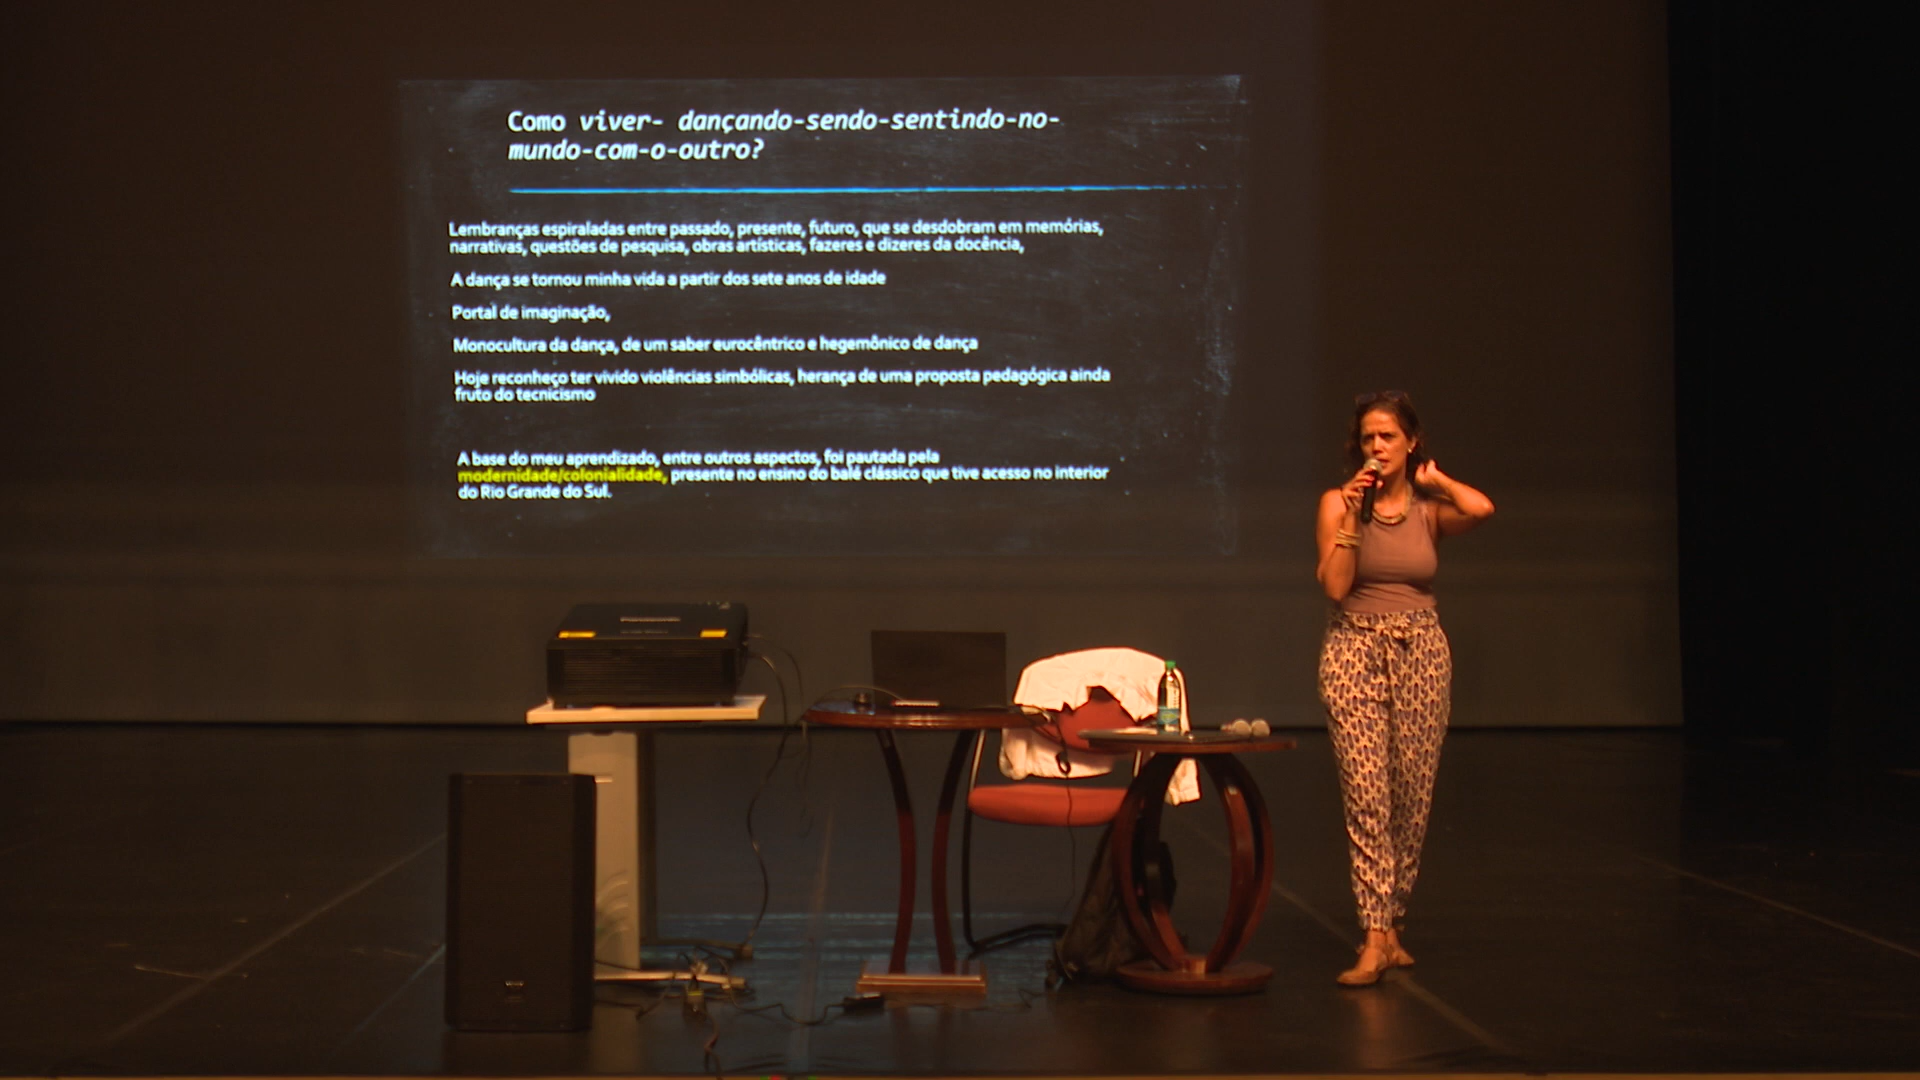 Como viver- dançando-sendo-sentindo-no-
mundo-com-o-outro?
Lembranças espiraladas entre passado, presente, futuro, que se desdobram em memórias,
narrativas, questões de pesquisa, obras artísticas, fazeres e dizeres da docência,
A dança se tornou minha vida a partir dos sete anos de idade
Portal de imaginação,
Monocultura da dança, de um saber eurocêntrico e hegemônico de dança
Hoje reconheço ter vivido violências simbólicas, herança de uma proposta pedagógica ainda
fruto do tecnicismo
A base do meu aprendizado, entre outros aspectos, foi pautada pela
modernidade/colonialidade, presente no ensino do balé clássico que tive acesso no interior
do Rio Grande do Sul.